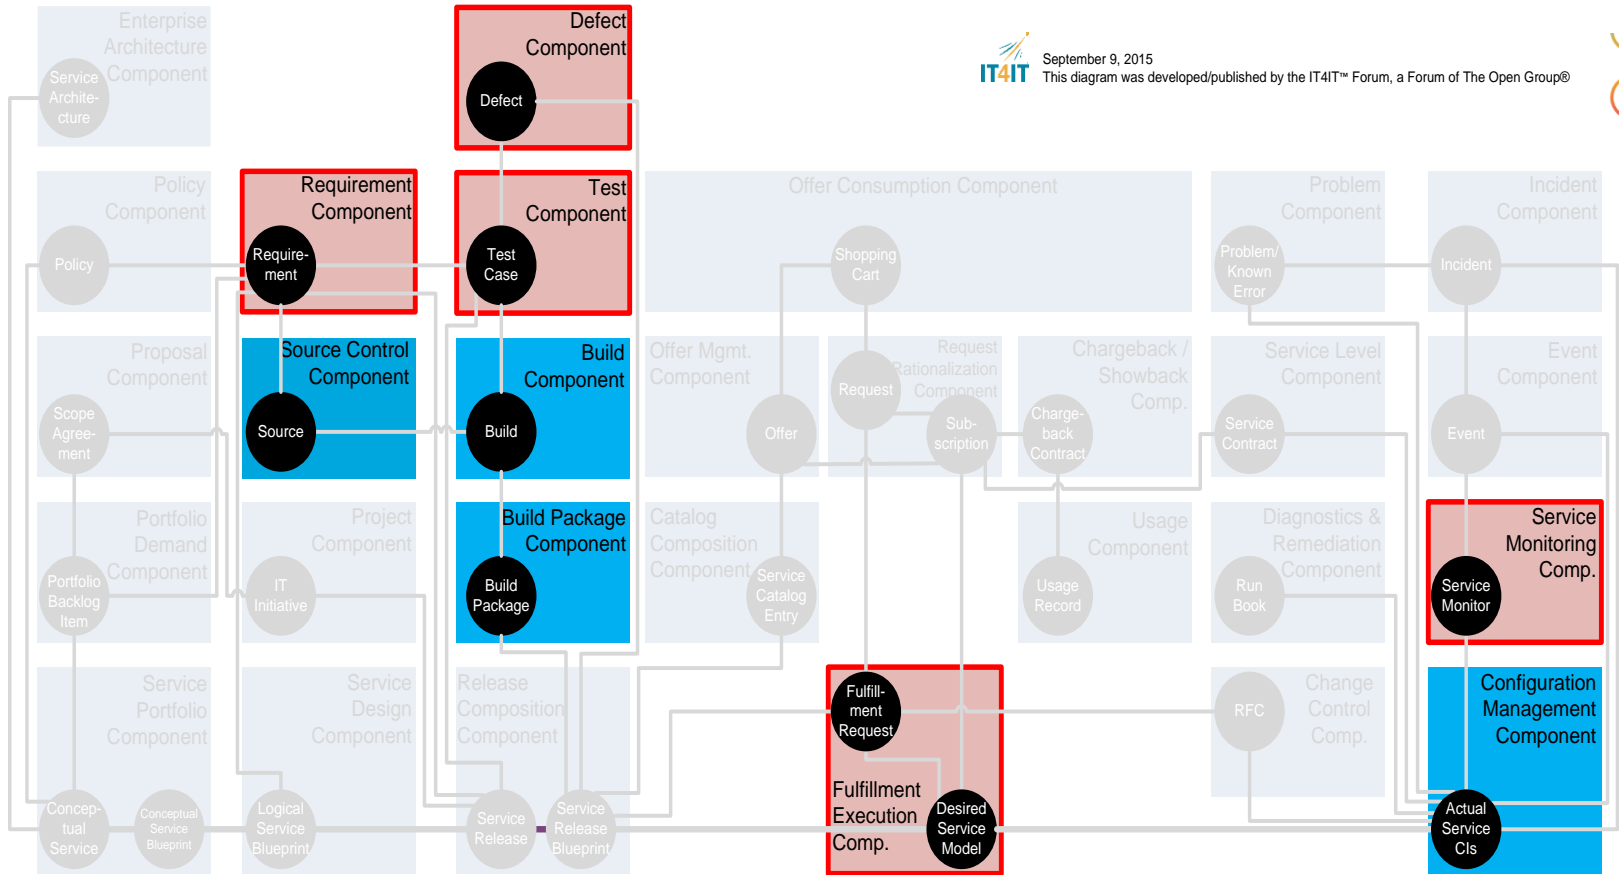 Enterprise
Architecture
Component
Service
Archite-
cture
Defect
Component
Defect
IT4IT
September 9, 2015
This diagram was developed/published by the IT4IT™ Forum, a Forum of The Open Group®
Policy
Component
Policy
Requirement
Component
Require-
ment
Test
Component
Test
Case
Offer Consumption Component
Shopping
Cart
Problem
Component
Problem/
Known
Error
Incident
Component
Incident
Proposal
Component
Scope
Agree-
ment
Source Control
Component
Source
Build
Component
Build
Offer Mgmt.
Component
Offer
Request
Rationalization
Component
Request
Sub-
scription
Chargeback /
Showback
Comp.
Charge-
back
Contract
Service Level
Component
Service
Contract
Event
Component
Event
Portfolio
Demand
Component
Portfolio
Backlog
Item
Project
Component
IT
Initiative
Build Package
Component
Build
Package
Catalog
Composition
Component
Service
Catalog
Entry
Usage
Component
Usage
Record
Diagnostics &
Remediation
Component
Run
Book
Service
Monitoring
Comp.
Service
Monitor
Service
Portfolio
Component
Concep-
tual
Service
Conceptual
Service
Blueprint
Service
Design
Component
Logical
Service
Blueprint
Release
Composition
Component
Service
Release
Service
Release
Blueprint
Fulfill-
ment
Request
Fulfillment
Execution
Comp.
Desired
Service
Model
Change
Control
Comp.
RFC
Configuration
Management
Component
Actual
Service
CIs